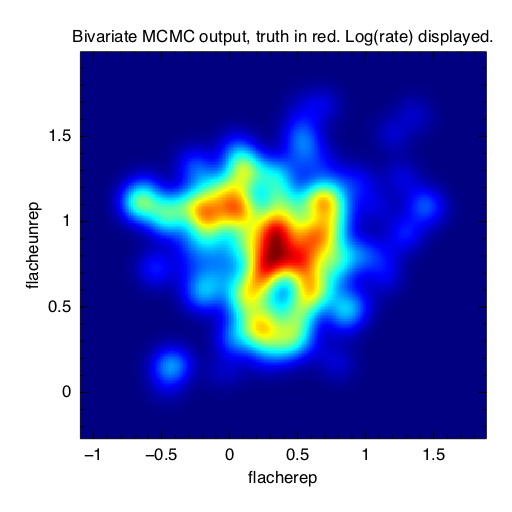 Bivariate MCMC output, truth in red. Log(rate) displayed.
1.5
1
0.5
0
flacheunrep
−1 −0.5 0 0.5 1 1.5
flacherep